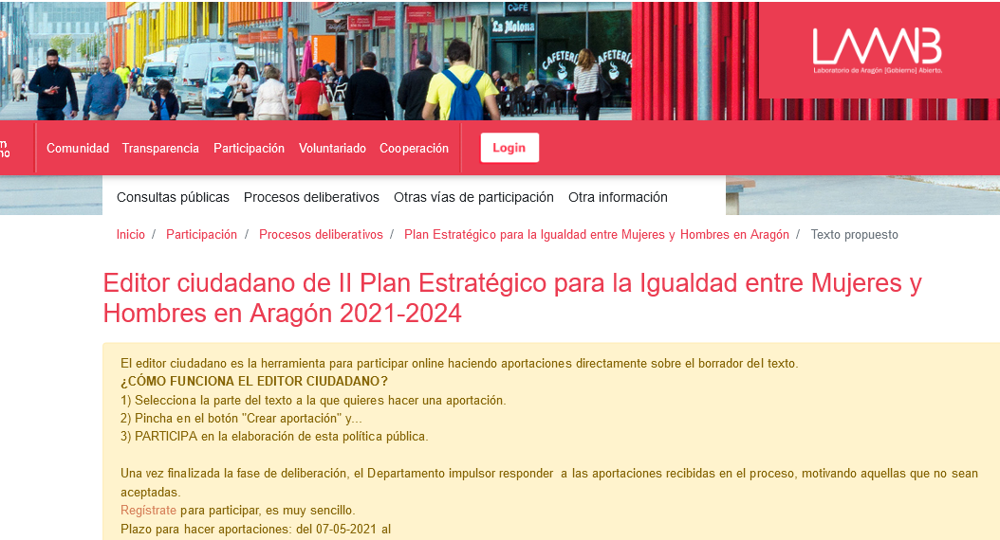 CAFÉ
La Molona
CAFETERÍA
CAFETERÍA
LAAAB
Laboratorio de Aragón [Gobierno] Abierto.
Comunidad Transparencia Participación Voluntariado Cooperación Login
Consultas públicas Procesos deliberativos Otras vías de participación Otra información
Inicio / Participación / Procesos deliberativos / Plan Estratégico para la Igualdad entre Mujeres y Hombres en Aragón / Texto propuesto
Editor ciudadano de II Plan Estratégico para la Igualdad entre Mujeres y
Hombres en Aragón 2021-2024
El editor ciudadano es la herramienta para participar online haciendo aportaciones directamente sobre el borrador del texto.
¿CÓMO FUNCIONA EL EDITOR CIUDADANO?
1) Selecciona la parte del texto a la que quieres hacer una aportación.
2) Pincha en el botón "Crear aportación" y...
3) PARTICIPA en la elaboración de esta política pública.
Una vez finalizada la fase de deliberación, el Departamento impulsor responder a las aportaciones recibidas en el proceso, motivando aquellas que no sean
aceptadas.
Regístrate para participar, es muy sencillo.
Plazo para hacer aportaciones: del 07-05-2021 al